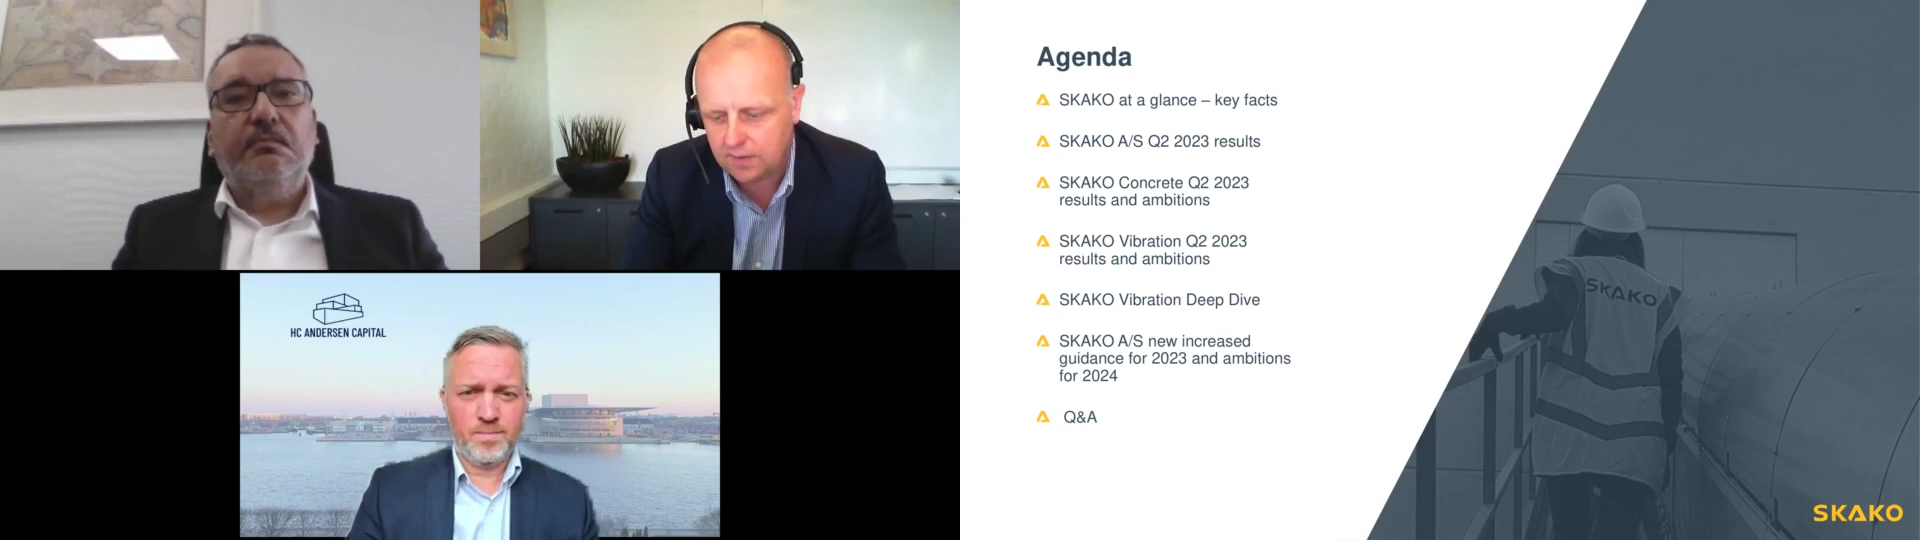 HC ANDERSEN CAPITAL
Agenda
SKAKO at a glance – key facts
SKAKO A/S Q2 2023 results
SKAKO Concrete Q2 2023
results and ambitions
SKAKO Vibration Q2 2023
results and ambitions
SKAKO Vibration Deep Dive
SKAKO A/S new increased
guidance for 2023 and ambitions
for 2024
Q&A
SKAKO
SKAKO